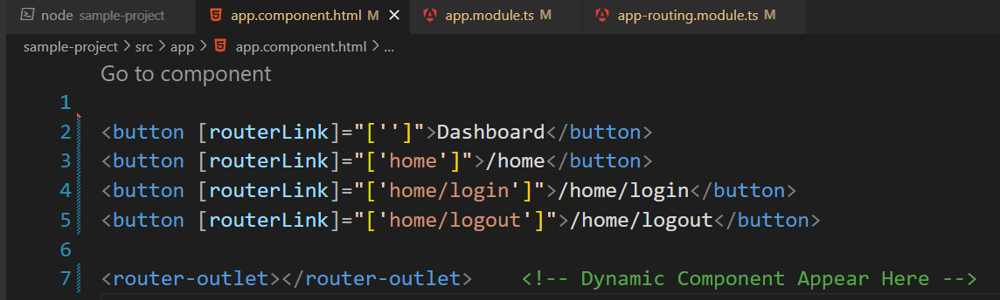 node sample-project app.component.html M app.module.ts M app-routing.module.ts M
sample-project > src > app > app.component.html > ...
Go to component
1
2 <button [routerLink]="['']">Dashboard</button>
3 <button [routerLink]="['home']">/home</button>
4 <button [routerLink]="['home/login']">/home/login</button>
5 <button [routerLink]="['home/logout']">/home/logout</button>
6
7 <router-outlet></router-outlet> <!-- Dynamic Component Appear Here -->